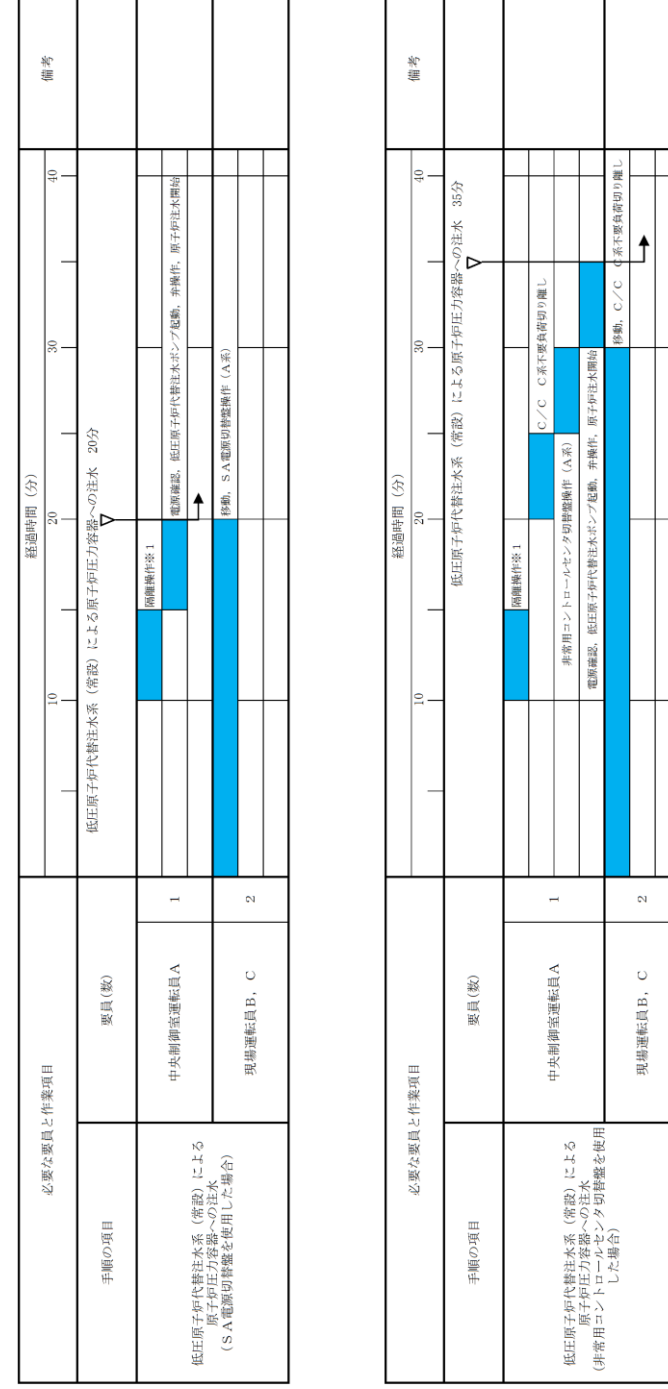 必要な要員と作業項目
経過時間（分）
備考
10
20
30
40
手順の項目
要員(数)
低圧原子炉代替注水系（常設）による原子炉圧力容器への注水　20分
低圧原子炉代替注水系（常設）による
原子炉圧力容器への注水
（ＳＡ電源切替盤を使用した場合）
中央制御室運転員Ａ
1
隔離操作※１
電源確認，低圧原子炉代替注水ポンプ起動，弁操作，原子炉注水開始
現場運転員Ｂ，Ｃ
2
移動，ＳＡ電源切替盤操作（Ａ系）
必要な要員と作業項目
経過時間（分）
備考
10
20
30
40
手順の項目
要員(数)
低圧原子炉代替注水系（常設）による原子炉圧力容器への注水　35分
低圧原子炉代替注水系（常設）による
原子炉圧力容器への注水
（非常用コントロールセンタ切替盤を使用
した場合）
中央制御室運転員Ａ
1
隔離操作※１
Ｃ／Ｃ　Ｃ系不要負荷切り離し
非常用コントロールセンタ切替盤操作（Ａ系）
電源確認，低圧原子炉代替注水ポンプ起動，弁操作，原子炉注水開始
現場運転員Ｂ，Ｃ
2
移動，Ｃ／Ｃ　Ｃ系不要負荷切り離し